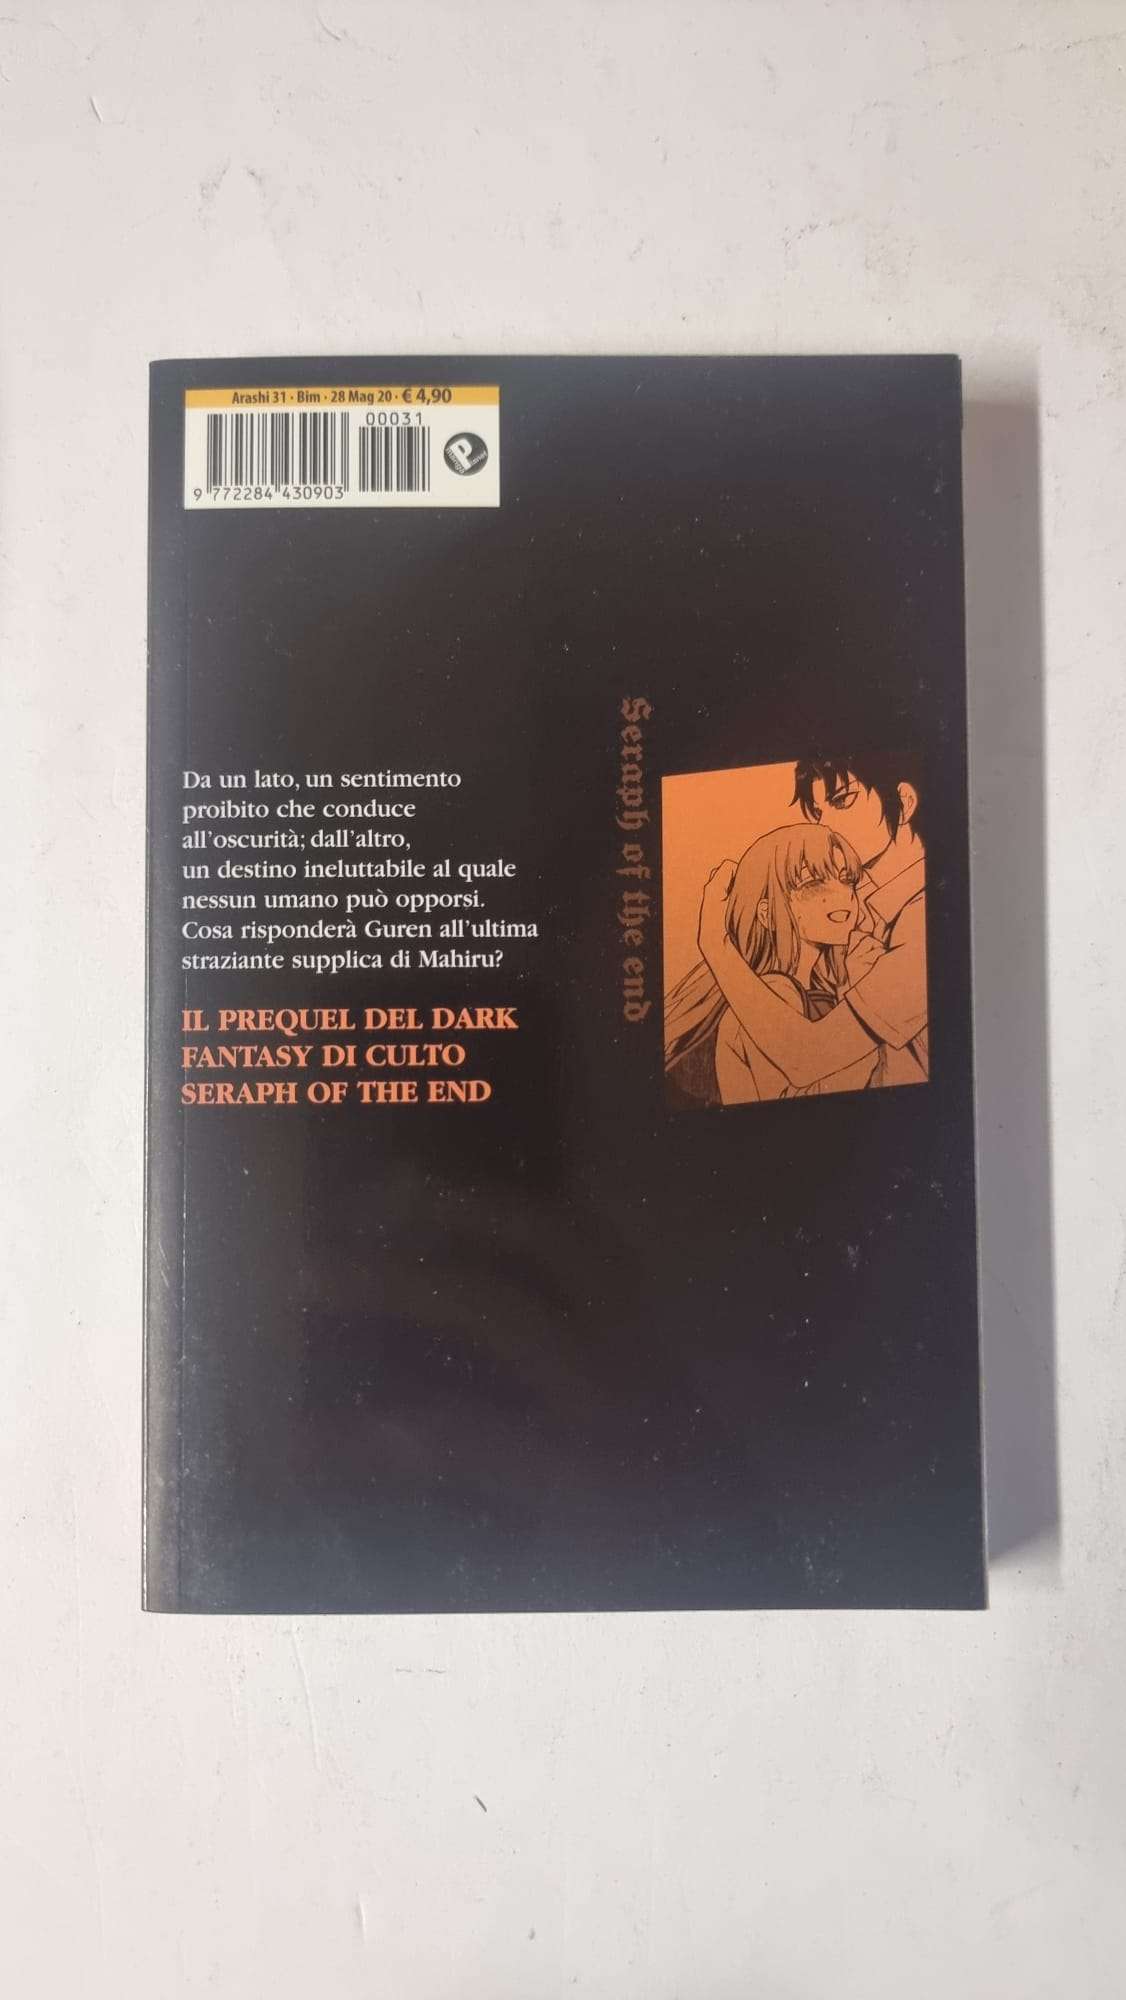 Arashi 31 · Bim · 28 Mag 20 · € 4,90
00031
9 772284 430903
P
manga
Seraph of the end
Da un lato, un sentimento
proibito che conduce
all'oscurità; dall'altro,
un destino ineluttabile al quale
nessun umano può opporsi.
Cosa risponderà Guren all'ultima
straziante supplica di Mahiru?
IL PREQUEL DEL DARK
FANTASY DI CULTO
SERAPH OF THE END